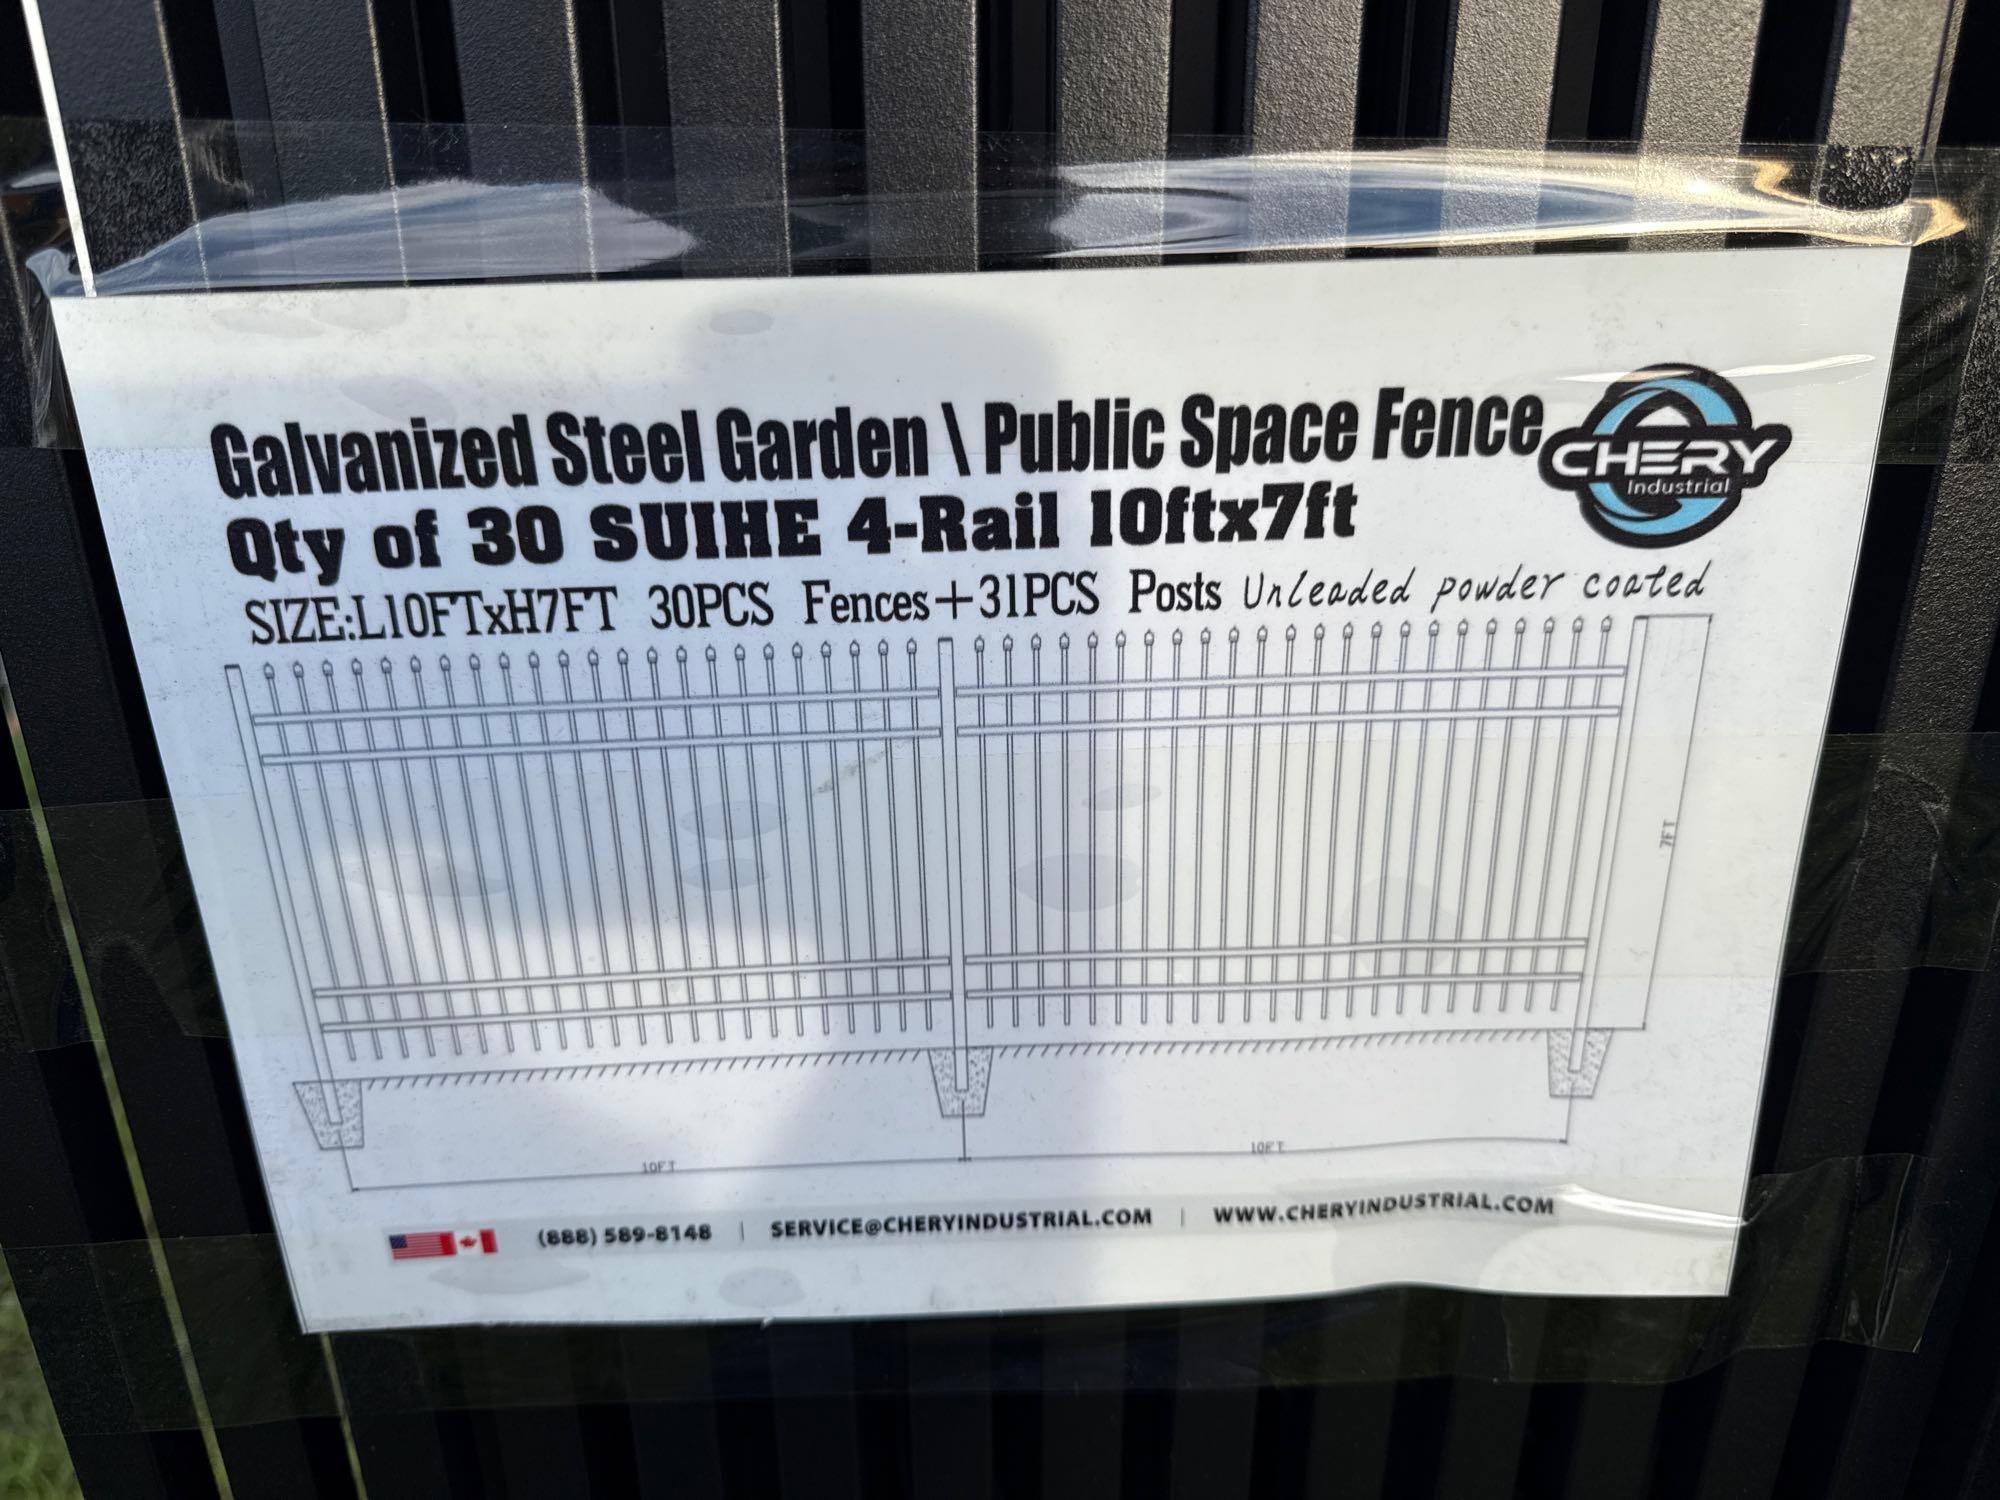 Galvanized Steel Garden \ Public Space Fence
CHERY
Industrial
Qty of 30 SUIHE 4-Rail 10ftx7ft
SIZE:L10FTxH7FT 30PCS Fences+31PCS Posts Unleaded powder coated
7FT
10FT
10FT
(888) 589-8148 | SERVICE@CHERYINDUSTRIAL.COM | WWW.CHERYINDUSTRIAL.COM